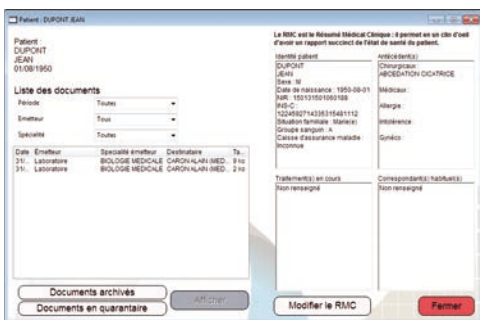 Patient : DUPONT JEAN
Patient :
DUPONT
JEAN
01/08/1950
Liste des documents
Période
Toutes
Emetteur
Tous
Spécialité
Toutes
Date Emetteur Specialité émetteur Destinataire Ta...
31/... Laboratoire BIOLOGIE MEDICALE CARON ALAIN (MED... 9 ko
31/... Laboratoire BIOLOGIE MEDICALE CARON ALAIN (MED... 2 ko
Documents archivés
Documents en quarantaine
Afficher
Le RMC est le Résumé Médical Clinique : il permet en un clin d'oeil
d'avoir un rapport succinct de l'état de santé du patient.
Identité patient
DUPONT
JEAN
Sexe : M
Date de naissance : 1950-08-01
NIR : 150131501060188
INS-C :
1224592714335315481112
Situation familiale : Marié(e)
Groupe sanguin : A
Caisse d'assurance maladie :
Inconnue
Antécédent(s)
Chirurgicaux :
ABCEDATION CICATRICE
Médicaux :
Allergie :
Intolérence :
Gynéco :
Traitement(s) en cours
Non renseigné
Correspondant(s) habituel(s)
Non renseigné
Modifier le RMC
Fermer